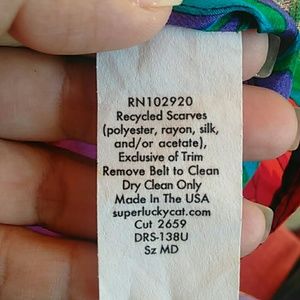 RN102920
Recycled Scarves
(polyester, rayon, silk,
and/or acetate),
Exclusive of Trim
Remove Belt to Clean
Dry Clean Only
Made In The USA
superluckycat.com
Cut 2659
DRS-138U
Sz MD